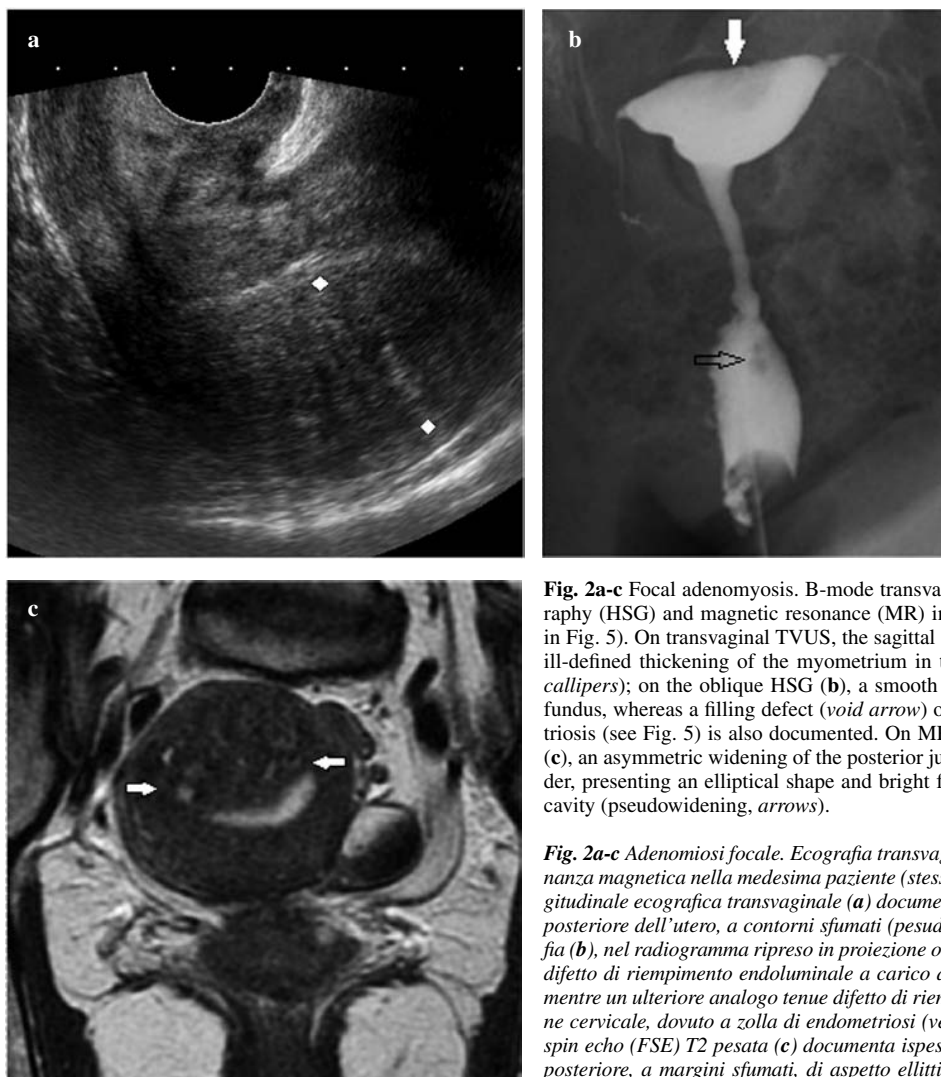 a
b
c
Fig. 2a-c Focal adenomyosis. B-mode transva
raphy (HSG) and magnetic resonance (MR) in
in Fig. 5). On transvaginal TVUS, the sagittal
ill-defined thickening of the myometrium in t
callipers); on the oblique HSG (b), a smooth
fundus, whereas a filling defect (void arrow) o
triosis (see Fig. 5) is also documented. On MI
(c), an asymmetric widening of the posterior ju
der, presenting an elliptical shape and bright f
cavity (pseudowidening, arrows).
Fig. 2a-c Adenomiosi focale. Ecografia transvag
nanza magnetica nella medesima paziente (stess
gitudinale ecografica transvaginale (a) docume
posteriore dell'utero, a contorni sfumati (pesud
fia (b), nel radiogramma ripreso in proiezione o
difetto di riempimento endoluminale a carico d
mentre un ulteriore analogo tenue difetto di rien
ne cervicale, dovuto a zolla di endometriosi (ve
spin echo (FSE) T2 pesata (c) documenta ispes
posteriore, a margini sfumati, di aspetto ellitti